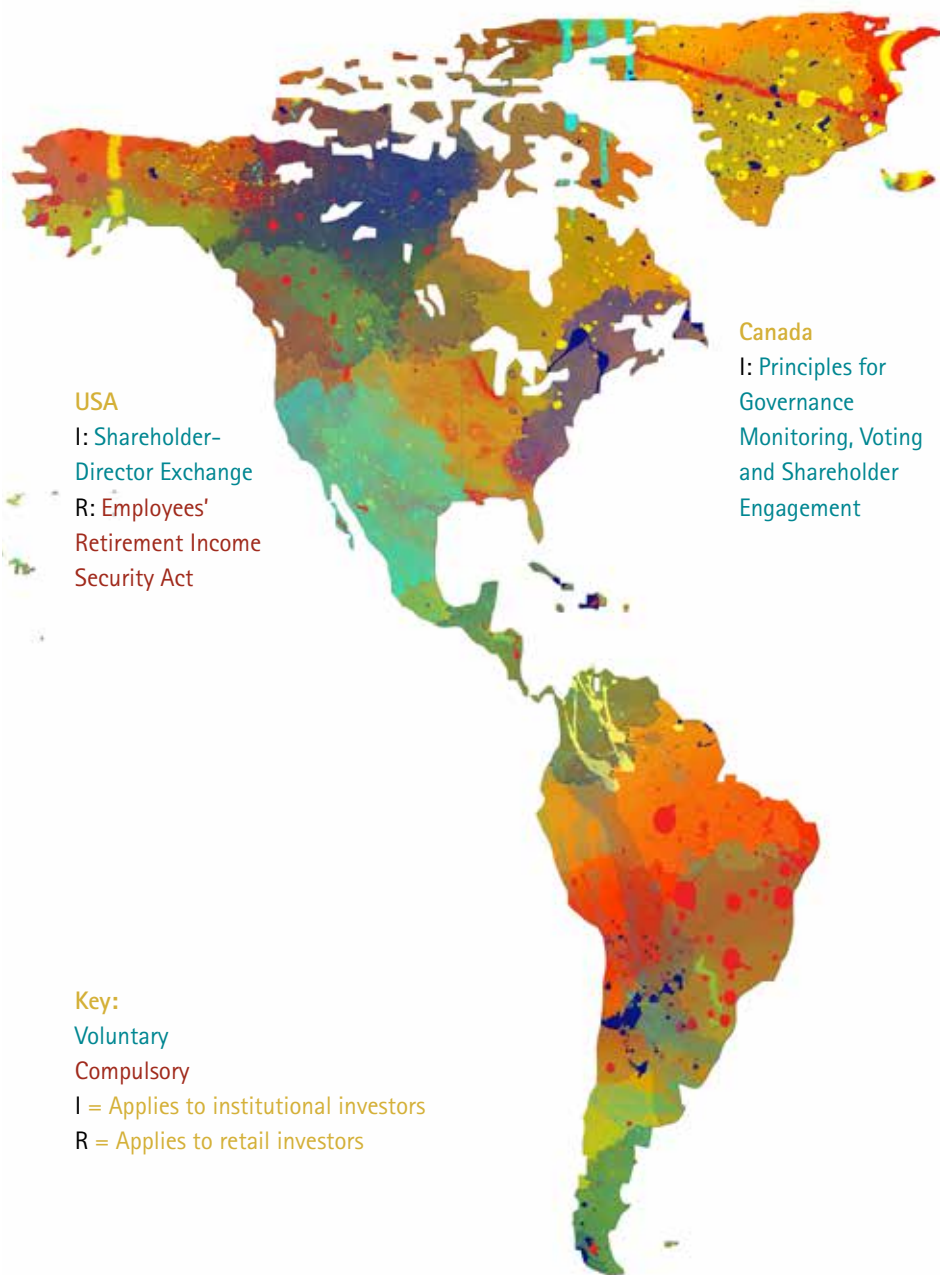 Canada
I: Principles for
Governance
Monitoring, Voting
and Shareholder
Engagement
USA
I: Shareholder-
Director Exchange
R: Employees’
Retirement Income
Security Act
Key:
Voluntary
Compulsory
I = Applies to institutional investors
R = Applies to retail investors